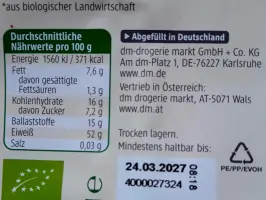 *aus biologischer Landwirtschaft
Durchschnittliche
Nährwerte pro 100 g
Energie 1560 kJ / 371 kcal
Fett 7,6 g
davon gesättigte
Fettsäuren 1,3 g
Kohlenhydrate 16 g
davon Zucker 7,2 g
Ballaststoffe 15 g
Eiweiß 52 g
Salz 0,03 g
Abgefüllt in Deutschland
dm-drogerie markt GmbH + Co. KG
Am dm-Platz 1, DE-76227 Karlsruhe
www.dm.de
Vertrieb in Österreich:
dm drogerie markt, AT-5071 Wals
www.dm.at
Trocken lagern.
Mindestens haltbar bis:
24.03.2027 08:18
4000027324
PE/PP/EVOH